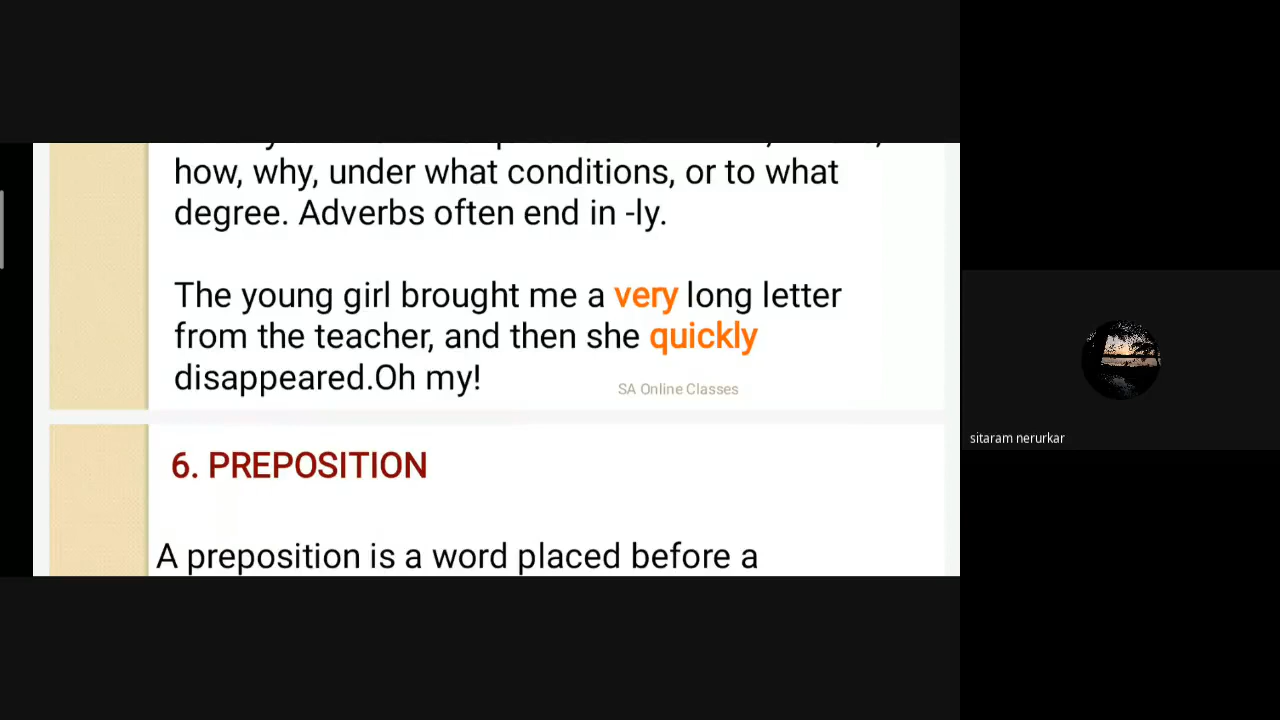 how, why, under what conditions, or to what
degree. Adverbs often end in -ly.
The young girl brought me a very long letter
from the teacher, and then she quickly
disappeared.Oh my!
SA Online Classes
6. PREPOSITION
A preposition is a word placed before a
sitaram nerurkar